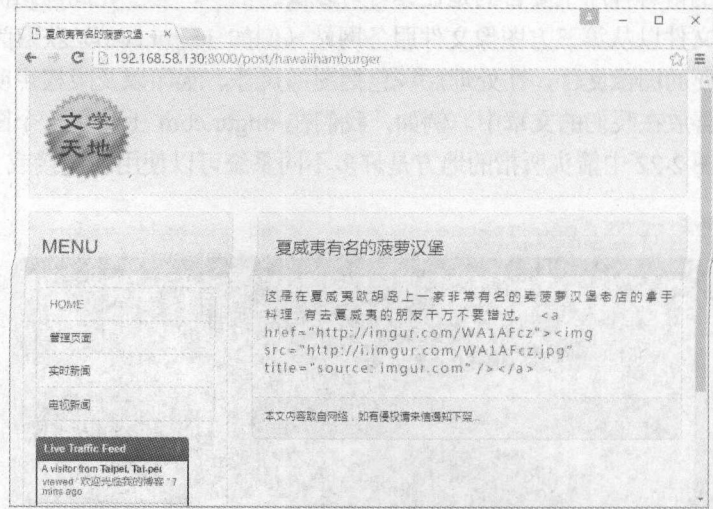 夏威夷有名的菠萝汉堡
192.168.58.130:8000/post/hawaiihamburger
文学
天地
MENU
HOME
管理页面
实时新闻
电视新闻
Live Traffic Feed
A visitor from Taipei, Tai-pei
viewed "欢迎光临我的博客" 7
mins ago
夏威夷有名的菠萝汉堡
这是在夏威夷欧胡岛上一家非常有名的卖菠萝汉堡老店的拿手
料理,有去夏威夷的朋友千万不要错过。 <a
href="http://imgur.com/WA1AFcz"><img
src="http://i.imgur.com/WA1AFcz.jpg"
title="source: imgur.com" /></a>
本文内容取自网络,如有侵权请来信通知下架...